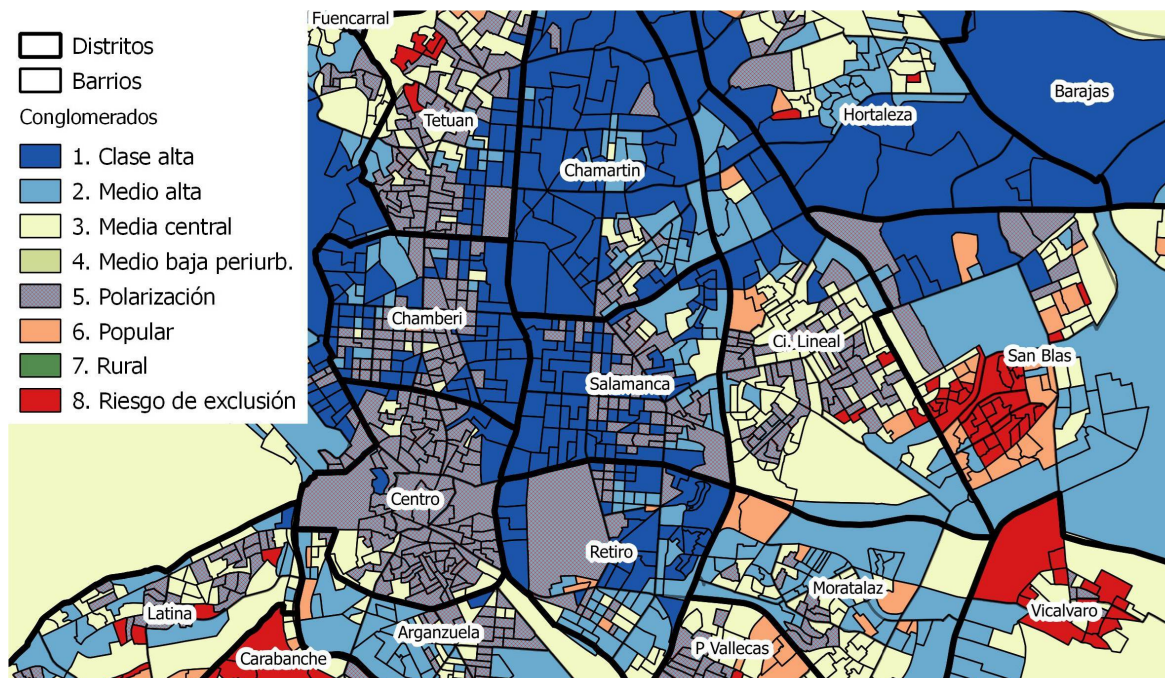 Distritos
Barrios
Conglomerados
1. Clase alta
2. Medio alta
3. Media central
4. Medio baja periurb.
5. Polarización
6. Popular
7. Rural
8. Riesgo de exclusión
Fuencarral
Barajas
Tetuan
Hortaleza
Chamartin
Chamberi
Ci. Lineal
San Blas
Salamanca
Centro
Retiro
Moratalaz
Latina
Vicalvaro
Arganzuela
P. Vallecas
Carabanche